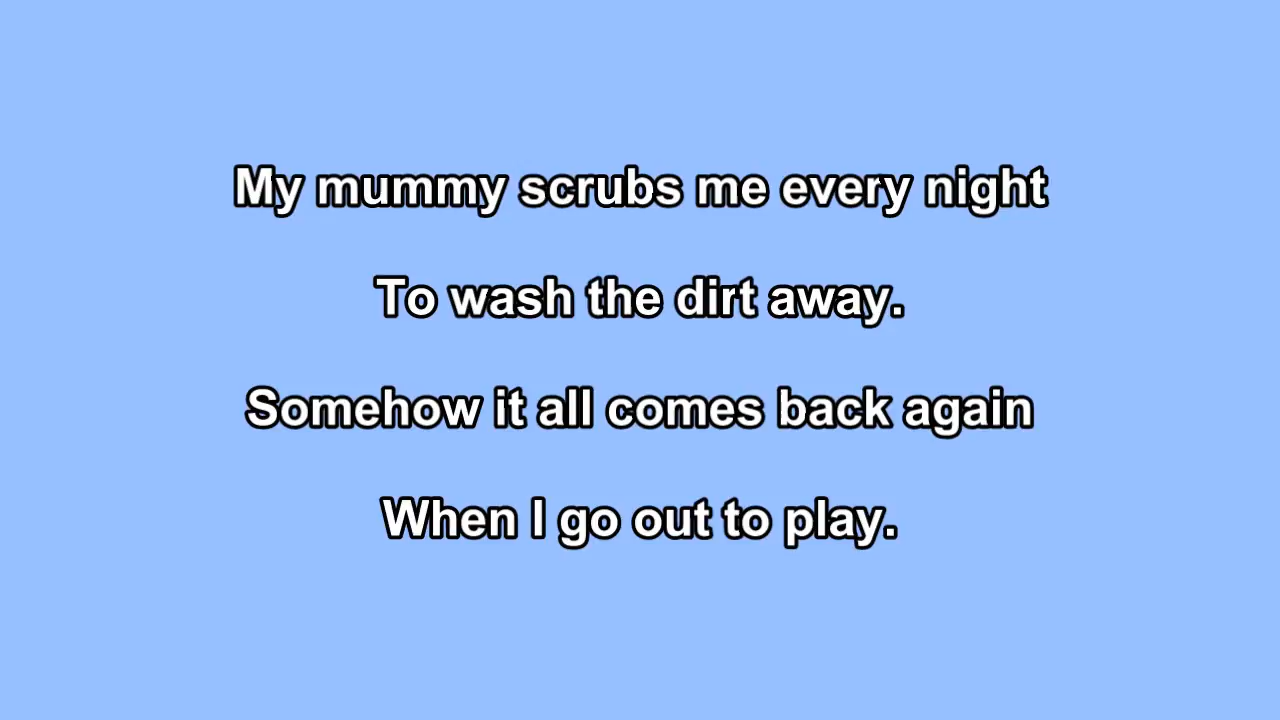 My mummy scrubs me every night
To wash the dirt away.
Somehow it all comes back again
When I go out to play.